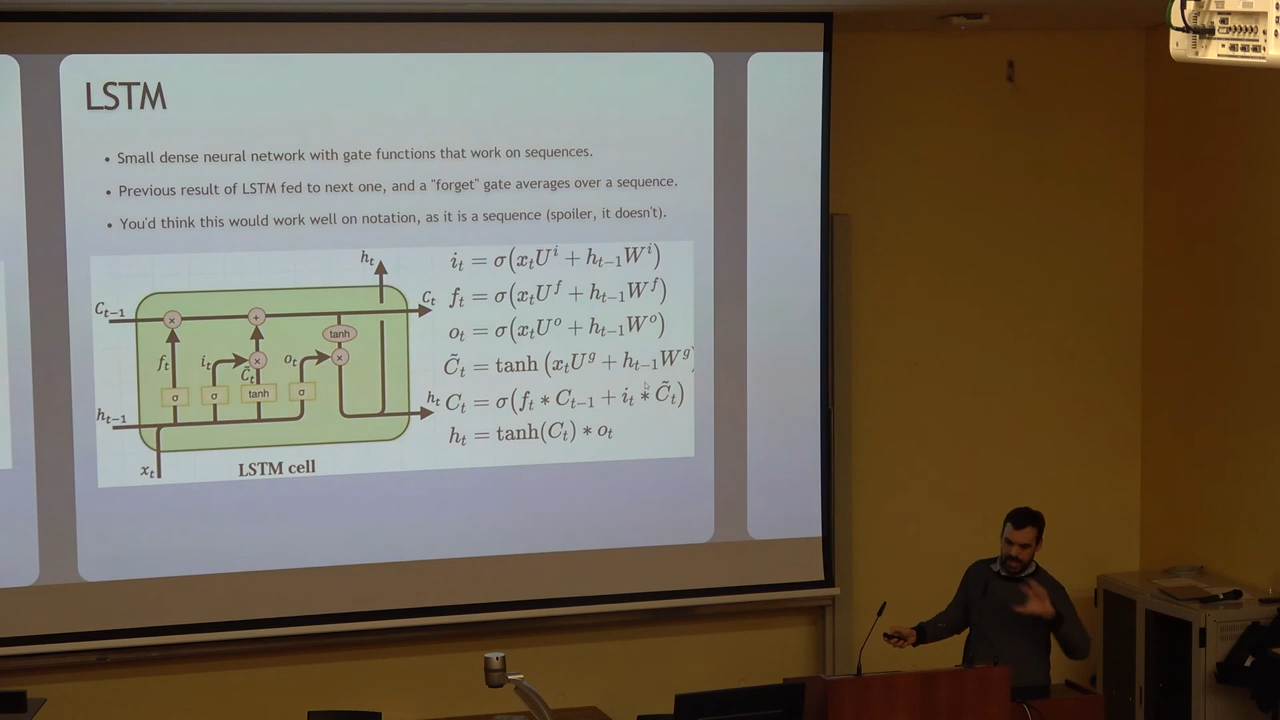 LSTM
• Small dense neural network with gate functions that work on sequences.
• Previous result of LSTM fed to next one, and a "forget" gate averages over a sequence.
• You'd think this would work well on notation, as it is a sequence (spoiler, it doesn't).
h_t
C_{t-1}
C_t
×
+
tanh
f_t
i_t
×
o_t
×
C̃_t
σ
σ
tanh
σ
h_{t-1}
h_t
x_t
LSTM cell
i_t = σ(x_tU^i + h_{t-1}W^i)
f_t = σ(x_tU^f + h_{t-1}W^f)
o_t = σ(x_tU^o + h_{t-1}W^o)
C̃_t = tanh (x_tU^g + h_{t-1}W^g)
C_t = σ(f_t * C_{t-1} + i_t * C̃_t)
h_t = tanh(C_t) * o_t